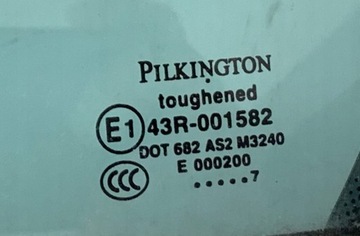 PILKINGTON
toughened
E1 43R-001582
DOT 682 AS2 M3240
E 000200
CCC .....7